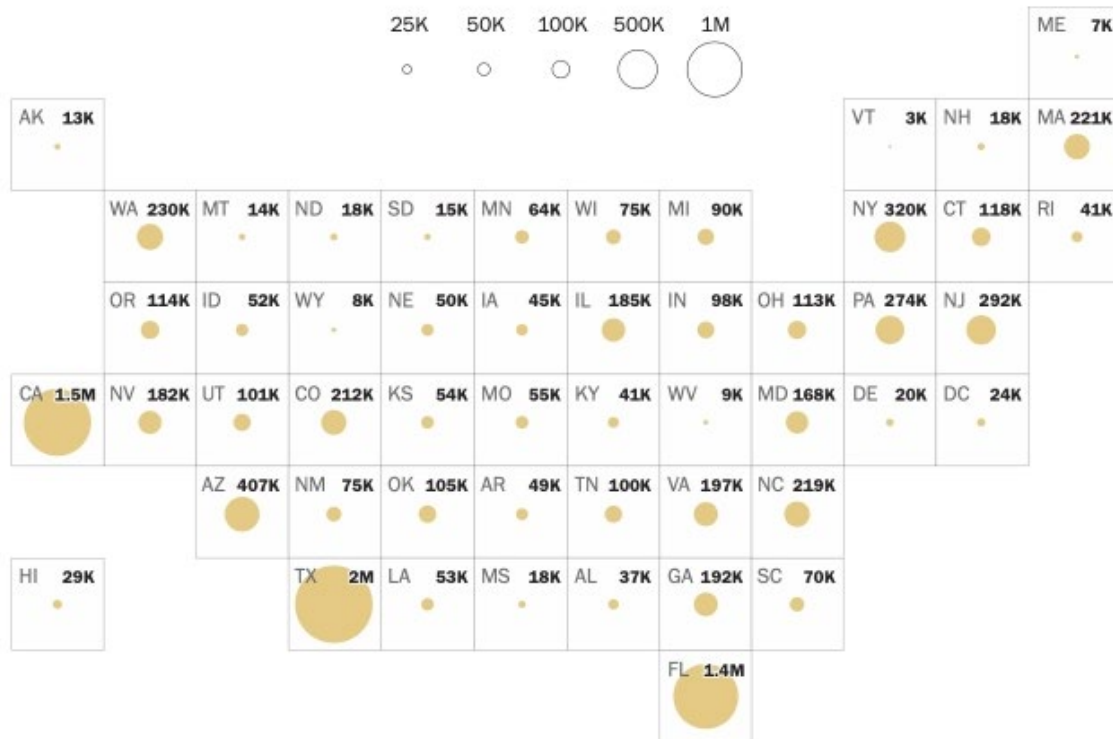 25K 50K 100K 500K 1M
ME 7K
AK 13K VT 3K NH 18K MA 221K
WA 230K MT 14K ND 18K SD 15K MN 64K WI 75K MI 90K NY 320K CT 118K RI 41K
OR 114K ID 52K WY 8K NE 50K IA 45K IL 185K IN 98K OH 113K PA 274K NJ 292K
CA 1.5M NV 182K UT 101K CO 212K KS 54K MO 55K KY 41K WV 9K MD 168K DE 20K DC 24K
AZ 407K NM 75K OK 105K AR 49K TN 100K VA 197K NC 219K
HI 29K TX 2M LA 53K MS 18K AL 37K GA 192K SC 70K
FL 1.4M